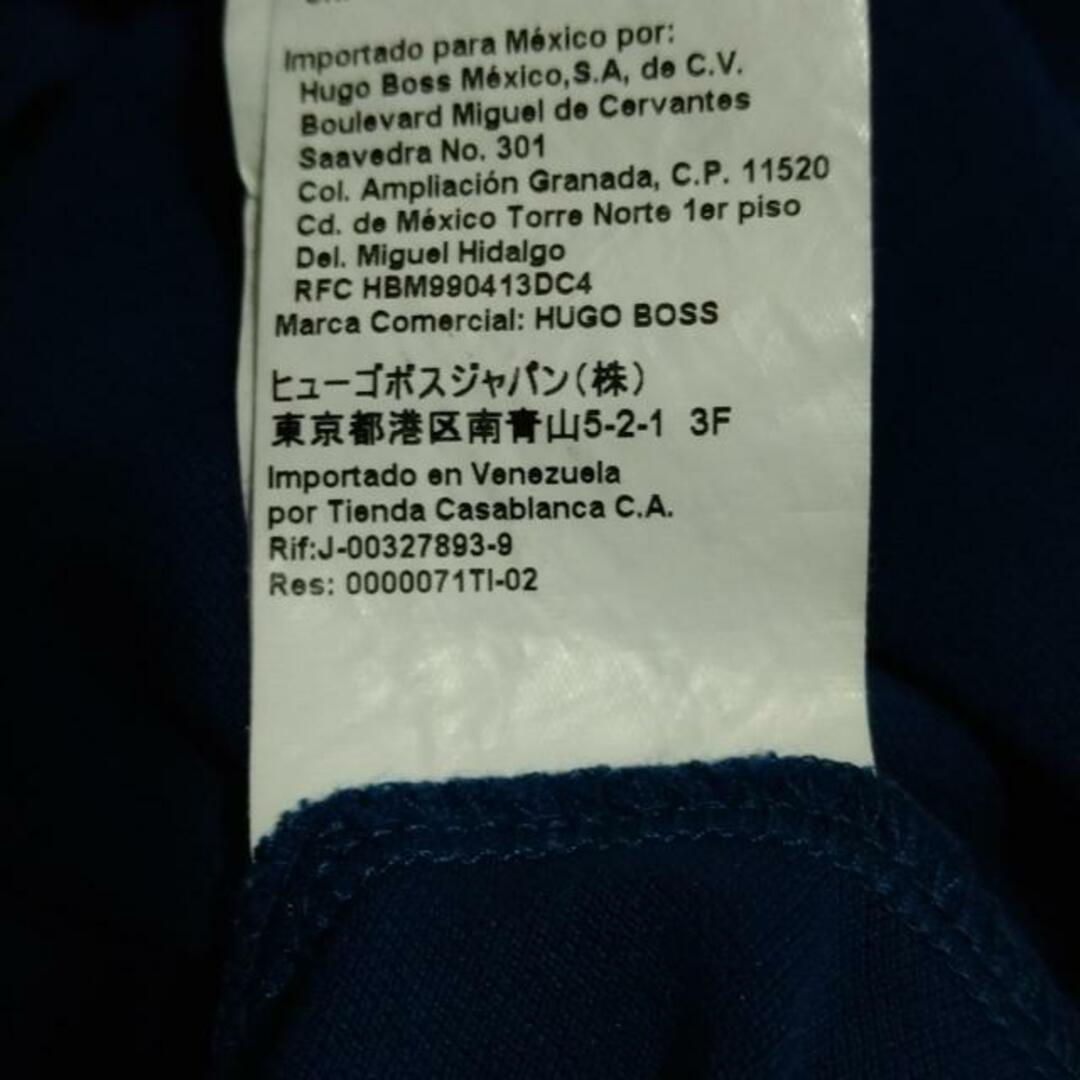 Importado para México por:
Hugo Boss México,S.A, de C.V.
Boulevard Miguel de Cervantes
Saavedra No. 301
Col. Ampliación Granada, C.P. 11520
Cd. de México Torre Norte 1er piso
Del. Miguel Hidalgo
RFC HBM990413DC4
Marca Comercial: HUGO BOSS
ヒューゴボスジャパン(株)
東京都港区南青山5-2-1 3F
Importado en Venezuela
por Tienda Casablanca C.A.
Rif:J-00327893-9
Res: 0000071TI-02